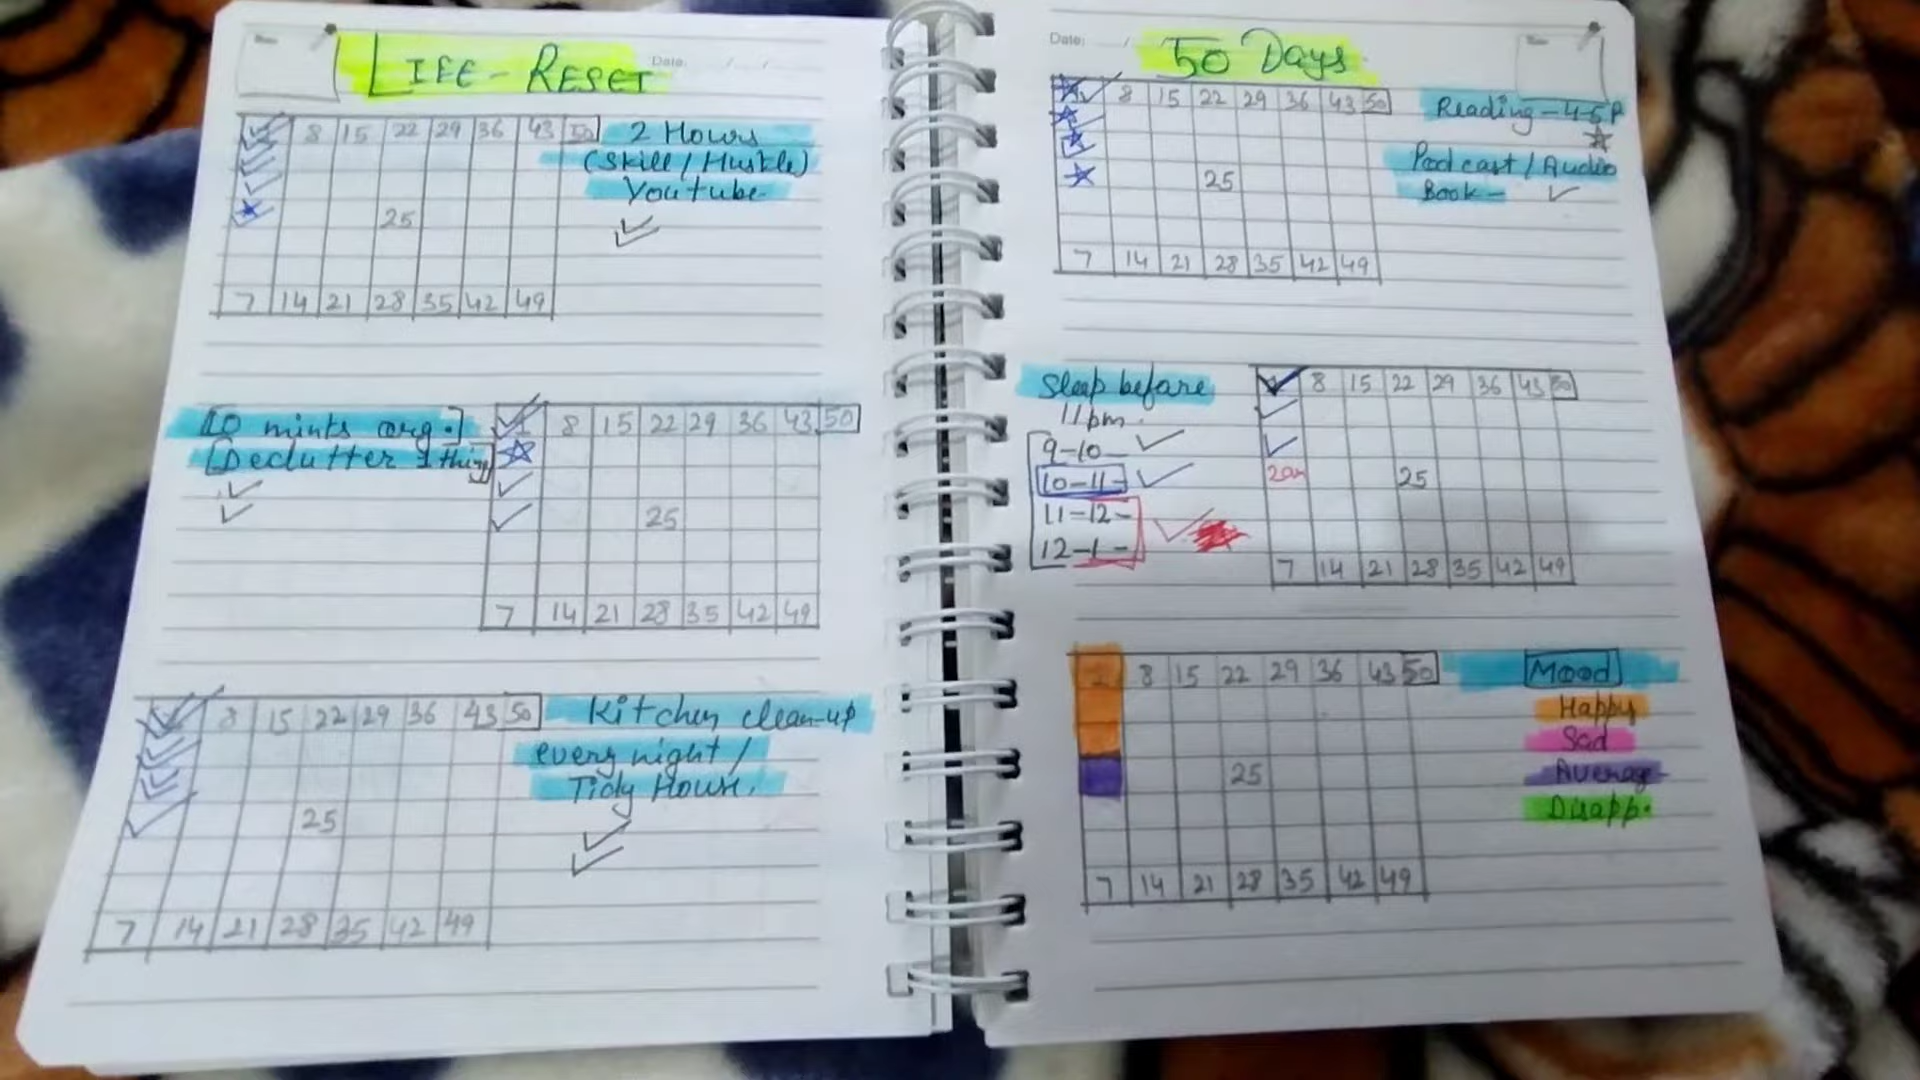 LIFE - RESET
Date:
8 15 22 29 36 43 50
25
7 14 21 28 35 42 49
2 Hours
(Skill / Hustle)
Youtube
10 mints org.]
[Declutter 1 thing]
1 8 15 22 29 36 43 50
25
7 14 21 28 35 42 49
8 15 22 29 36 43 50
25
7 14 21 28 35 42 49
Kitchen clean-up
every night /
Tidy House.
Date:
50 Days
8 15 22 29 36 43 50
25
7 14 21 28 35 42 49
Reading - 4-5 P
Podcast / Audio
Book -
Sleep before
11pm.
9-10
10-11-
11-12-
12-1-
8 15 22 29 36 43 50
2am 25
7 14 21 28 35 42 49
8 15 22 29 36 43 50
25
7 14 21 28 35 42 49
Mood
Happy
Sad
Average
Disapp.